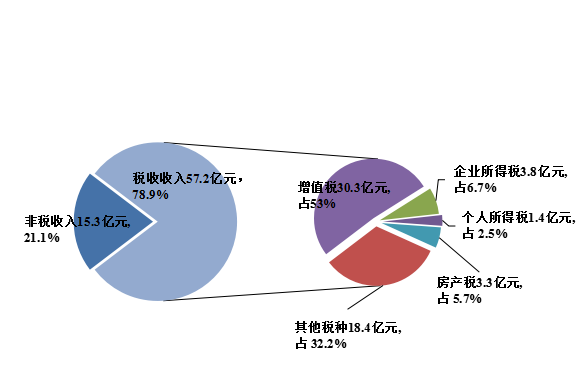 税收收入57.2亿元，
78.9%
非税收入15.3亿元,
21.1%
增值税30.3亿元,
占53%
企业所得税3.8亿元,
占6.7%
个人所得税1.4亿元,
占 2.5%
房产税3.3亿元,
占 5.7%
其他税种18.4亿元,
占 32.2%